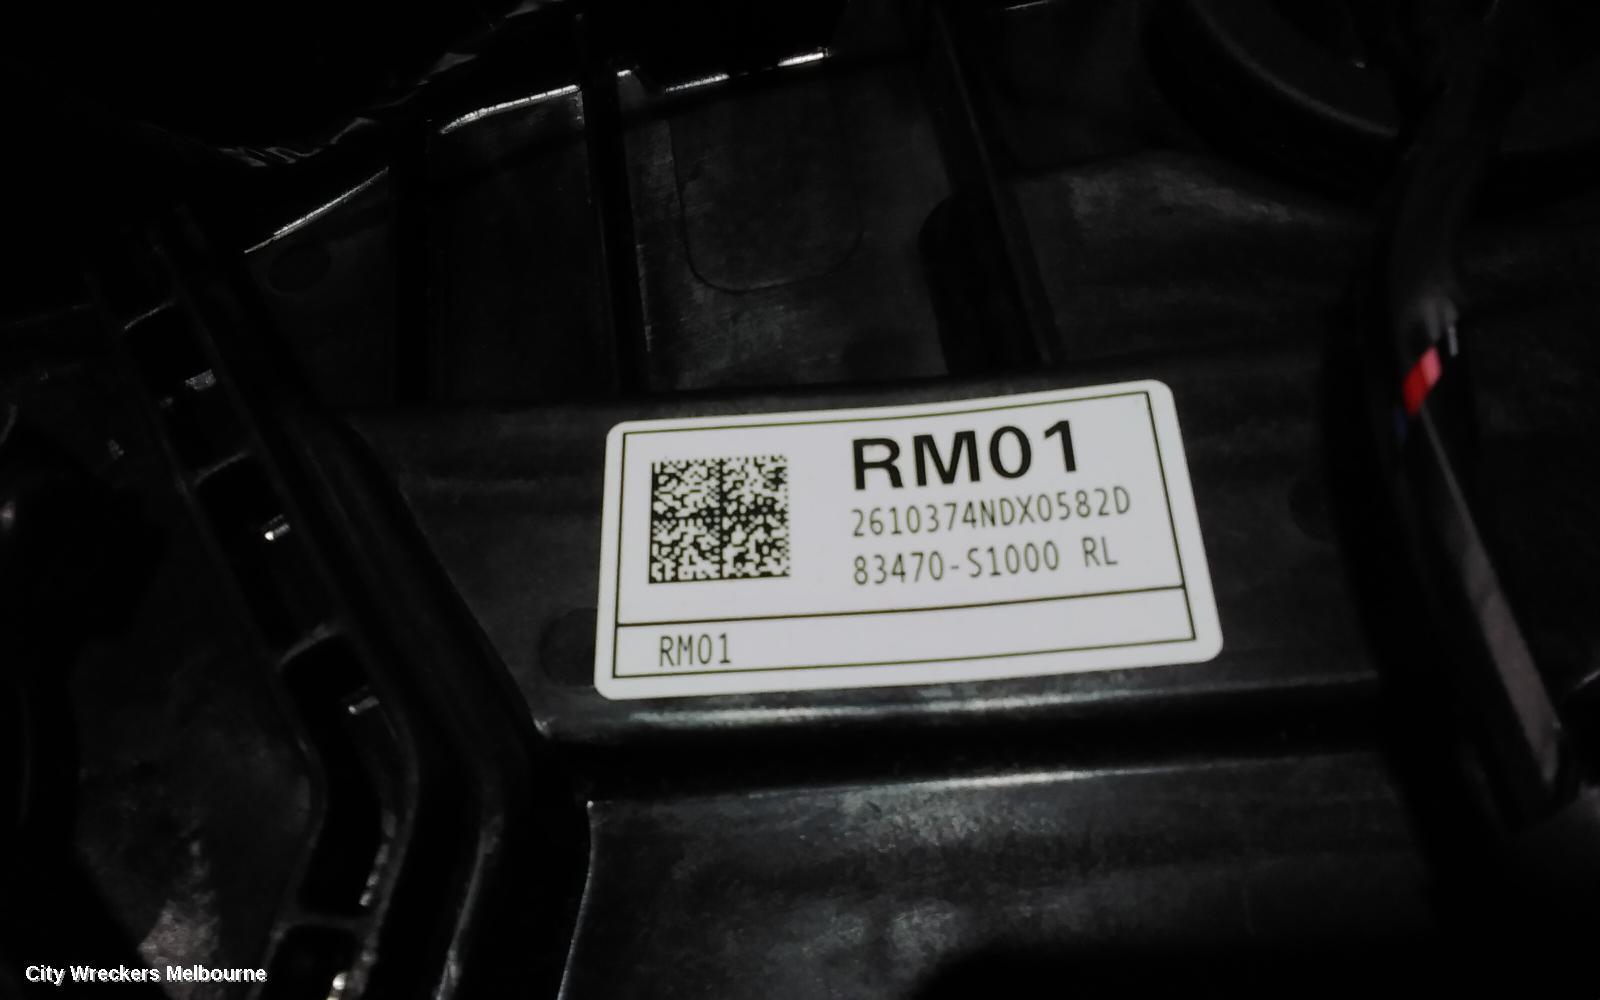 RM01
2610374NDX0582D
83470-S1000 RL
RM01
City Wreckers Melbourne